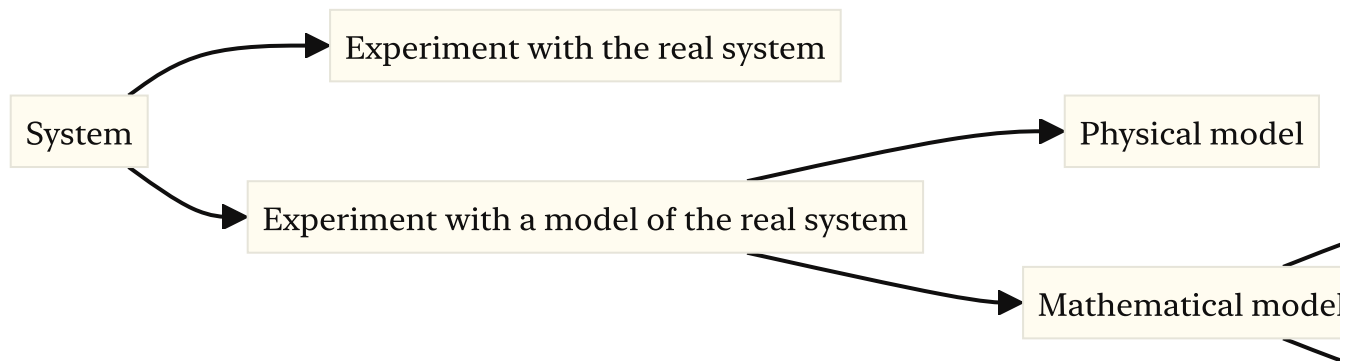 Experiment with the real system
System
Physical model
Experiment with a model of the real system
Mathematical model